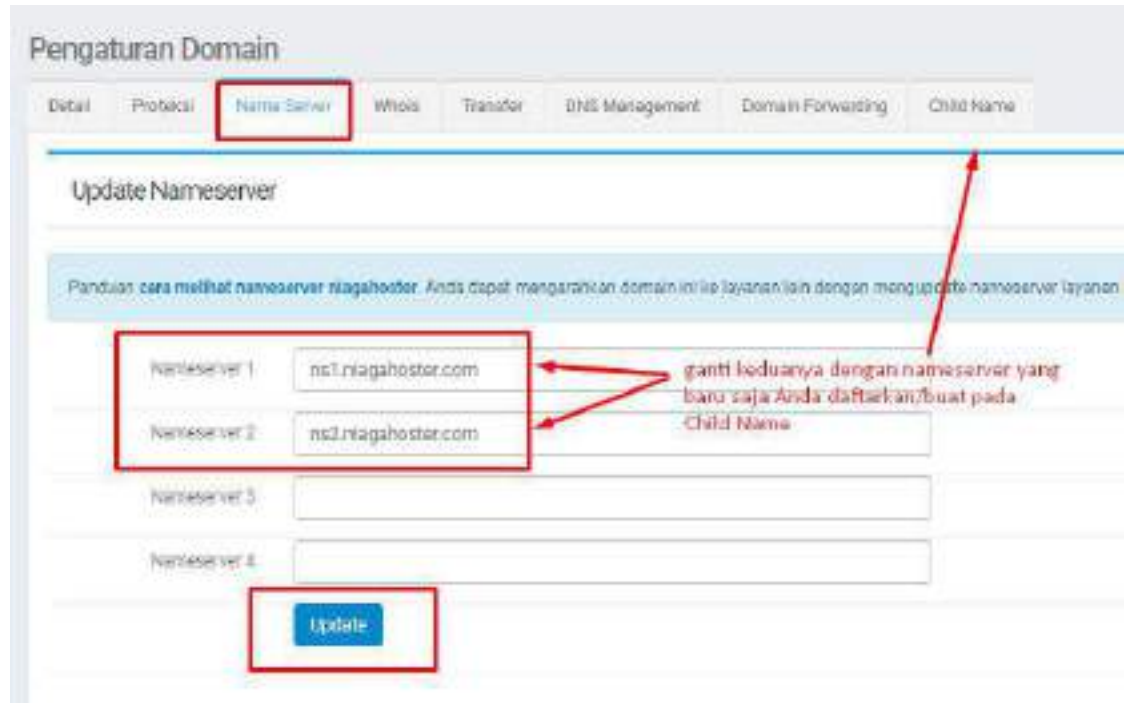 Pengaturan Domain
Detail Proteksi Name Server Whois Transfer DNS Management Domain Forwarding Child Name
Update Nameserver
Panduan cara melihat nameserver niagahoster. Anda dapat mengarahkan domain ini ke layanan lain dengan mengupdate nameserver layanan
Nameserver 1 ns1.niagahoster.com
ganti keduanya dengan nameserver yang
baru saja Anda daftarkan/buat pada
Child Name
Nameserver 2 ns2.niagahoster.com
Nameserver 3
Nameserver 4
Update